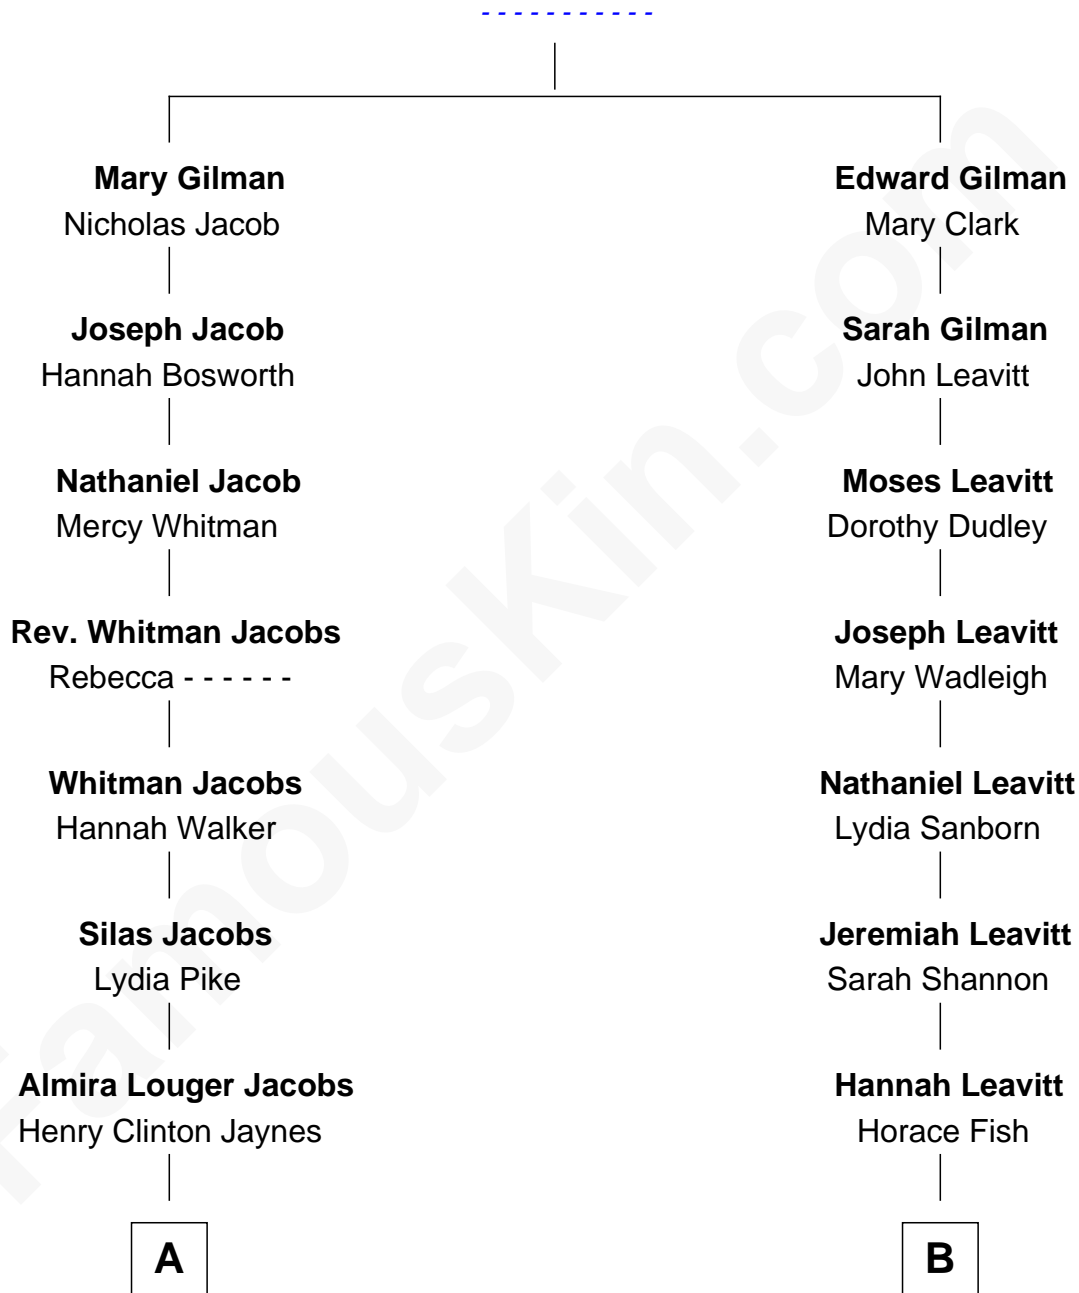 - - - - - - - - - - -
Mary Gilman
Nicholas Jacob
Edward Gilman
Mary Clark
Joseph Jacob
Hannah Bosworth
Sarah Gilman
John Leavitt
Nathaniel Jacob
Mercy Whitman
Moses Leavitt
Dorothy Dudley
Rev. Whitman Jacobs
Rebecca - - - - - -
Joseph Leavitt
Mary Wadleigh
Whitman Jacobs
Hannah Walker
Nathaniel Leavitt
Lydia Sanborn
Silas Jacobs
Lydia Pike
Jeremiah Leavitt
Sarah Shannon
Almira Louger Jacobs
Henry Clinton Jaynes
Hannah Leavitt
Horace Fish
A
B
FamousKin.com